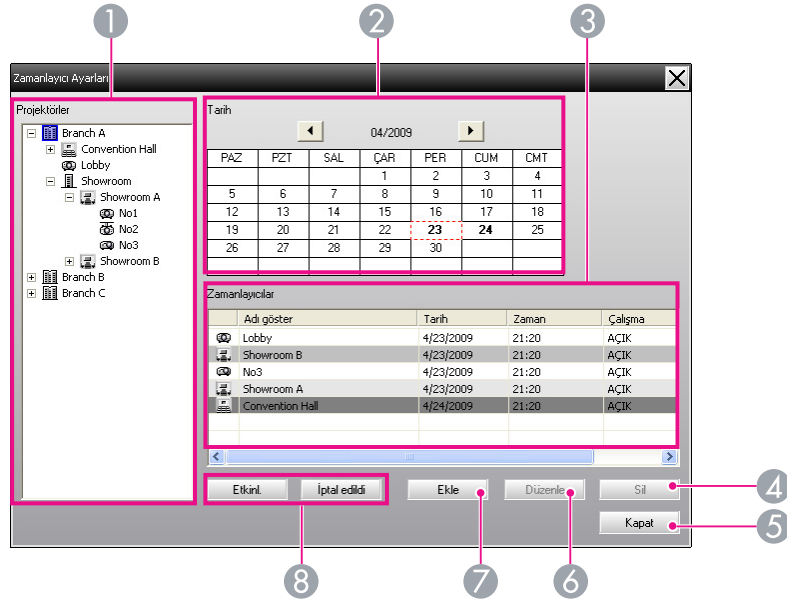 1 2 3
Zamanlayıcı Ayarları
Projektörler
Branch A
Convention Hall
Lobby
Showroom
Showroom A
No1
No2
No3
Showroom B
Branch B
Branch C
Tarih
04/2009
PAZ PZT SAL ÇAR PER CUM CMT
1 2 3 4
5 6 7 8 9 10 11
12 13 14 15 16 17 18
19 20 21 22 23 24 25
26 27 28 29 30
Zamanlayıcılar
Adı göster Tarih Zaman Çalışma
Lobby 4/23/2009 21:20 AÇIK
Showroom B 4/23/2009 21:20 AÇIK
No3 4/23/2009 21:20 AÇIK
Showroom A 4/23/2009 21:20 AÇIK
Convention Hall 4/24/2009 21:20 AÇIK
Etkinl. İptal edildi Ekle Düzenle Sil 4
Kapat 5
8 7 6